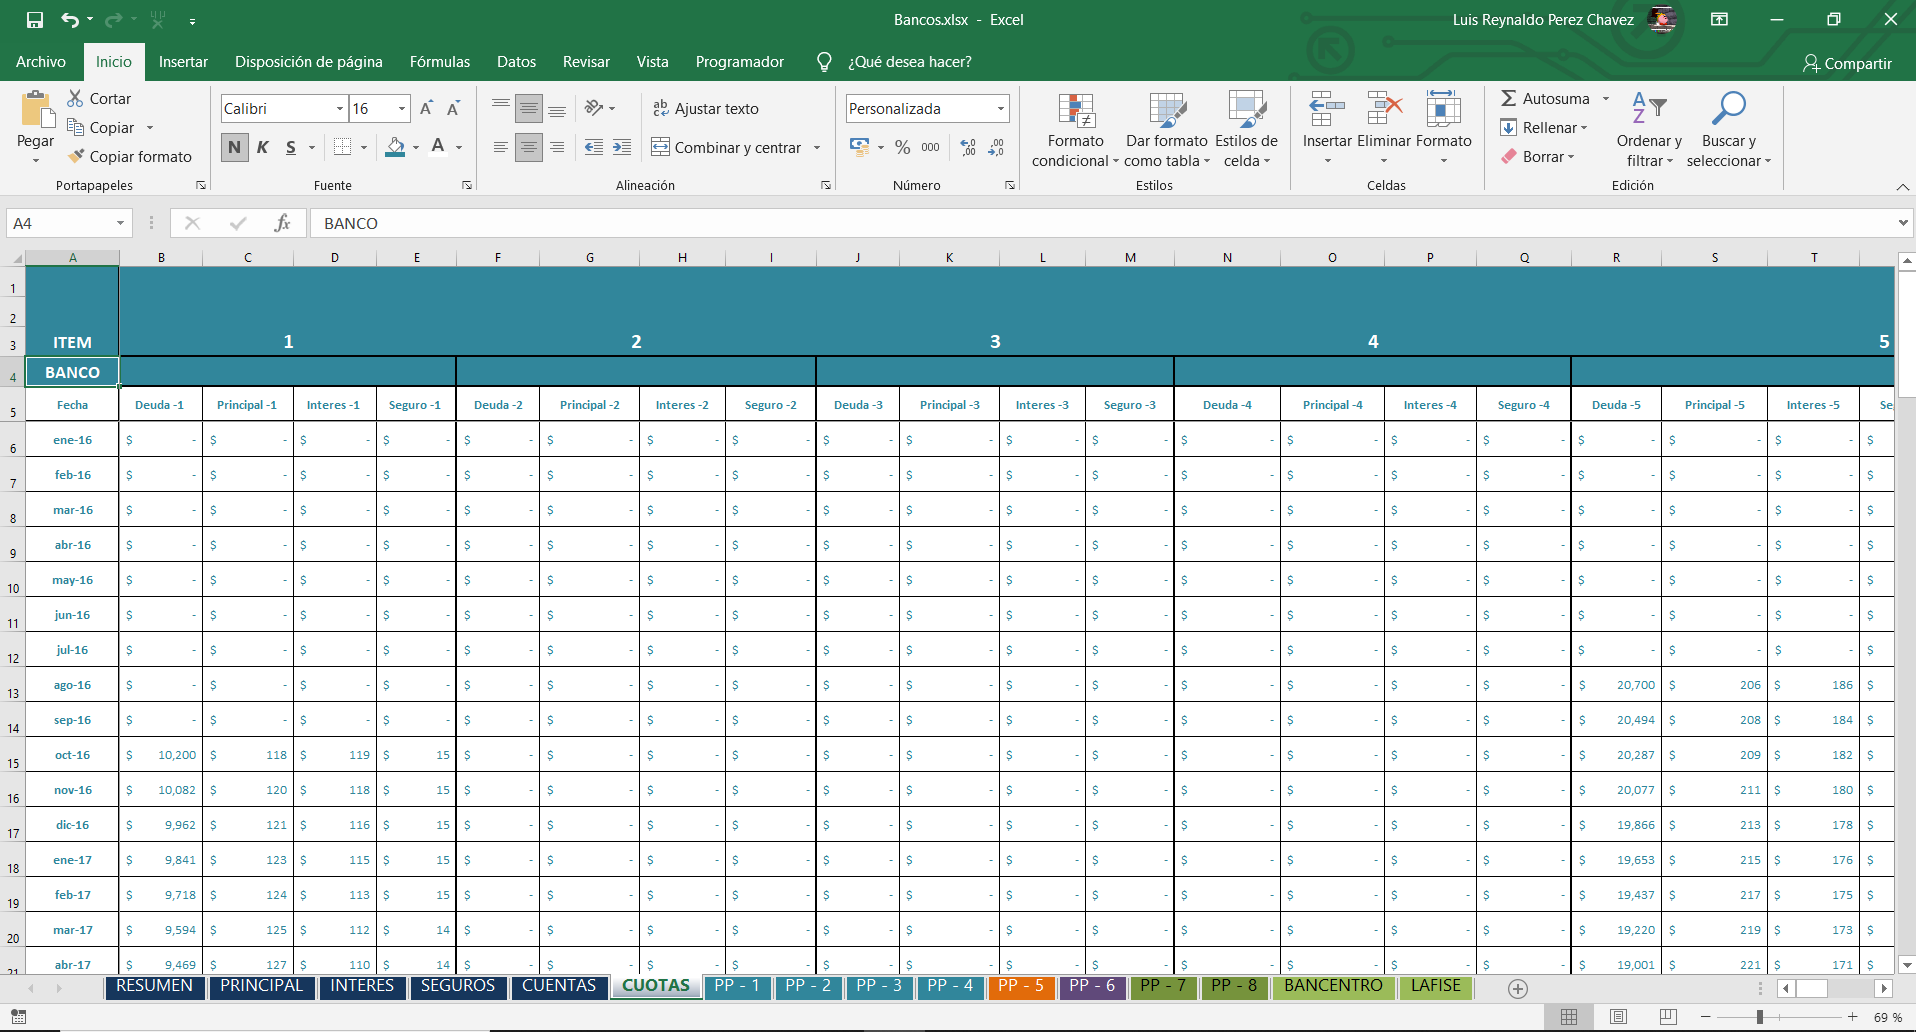 Bancos.xlsx - Excel
Luis Reynaldo Perez Chavez
Archivo Inicio Insertar Disposición de página Fórmulas Datos Revisar Vista Programador ¿Qué desea hacer? Compartir
Pegar
Cortar
Copiar
Copiar formato
Portapapeles
Calibri 16
N K S
Fuente
Ajustar texto
Combinar y centrar
Alineación
Personalizada
% 000
Número
Formato condicional
Dar formato como tabla
Estilos de celda
Estilos
Insertar Eliminar Formato
Celdas
Autosuma
Rellenar
Borrar
Ordenar y filtrar
Buscar y seleccionar
Edición
A4 fx BANCO
A B C D E F G H I J K L M N O P Q R S T
1
2
3 ITEM 1 2 3 4 5
4 BANCO
5 Fecha Deuda -1 Principal -1 Interes -1 Seguro -1 Deuda -2 Principal -2 Interes -2 Seguro -2 Deuda -3 Principal -3 Interes -3 Seguro -3 Deuda -4 Principal -4 Interes -4 Seguro -4 Deuda -5 Principal -5 Interes -5 Se
6 ene-16 $ - $ - $ - $ - $ - $ - $ - $ - $ - $ - $ - $ - $ - $ - $ - $ - $ - $ - $ - $
7 feb-16 $ - $ - $ - $ - $ - $ - $ - $ - $ - $ - $ - $ - $ - $ - $ - $ - $ - $ - $ - $
8 mar-16 $ - $ - $ - $ - $ - $ - $ - $ - $ - $ - $ - $ - $ - $ - $ - $ - $ - $ - $ - $
9 abr-16 $ - $ - $ - $ - $ - $ - $ - $ - $ - $ - $ - $ - $ - $ - $ - $ - $ - $ - $ - $
10 may-16 $ - $ - $ - $ - $ - $ - $ - $ - $ - $ - $ - $ - $ - $ - $ - $ - $ - $ - $ - $
11 jun-16 $ - $ - $ - $ - $ - $ - $ - $ - $ - $ - $ - $ - $ - $ - $ - $ - $ - $ - $ - $
12 jul-16 $ - $ - $ - $ - $ - $ - $ - $ - $ - $ - $ - $ - $ - $ - $ - $ - $ - $ - $ - $
13 ago-16 $ - $ - $ - $ - $ - $ - $ - $ - $ - $ - $ - $ - $ - $ - $ - $ - $ 20,700 $ 206 $ 186 $
14 sep-16 $ - $ - $ - $ - $ - $ - $ - $ - $ - $ - $ - $ - $ - $ - $ - $ - $ 20,494 $ 208 $ 184 $
15 oct-16 $ 10,200 $ 118 $ 119 $ 15 $ - $ - $ - $ - $ - $ - $ - $ - $ - $ - $ - $ - $ 20,287 $ 209 $ 182 $
16 nov-16 $ 10,082 $ 120 $ 118 $ 15 $ - $ - $ - $ - $ - $ - $ - $ - $ - $ - $ - $ - $ 20,077 $ 211 $ 180 $
17 dic-16 $ 9,962 $ 121 $ 116 $ 15 $ - $ - $ - $ - $ - $ - $ - $ - $ - $ - $ - $ - $ 19,866 $ 213 $ 178 $
18 ene-17 $ 9,841 $ 123 $ 115 $ 15 $ - $ - $ - $ - $ - $ - $ - $ - $ - $ - $ - $ - $ 19,653 $ 215 $ 176 $
19 feb-17 $ 9,718 $ 124 $ 113 $ 15 $ - $ - $ - $ - $ - $ - $ - $ - $ - $ - $ - $ - $ 19,437 $ 217 $ 175 $
20 mar-17 $ 9,594 $ 125 $ 112 $ 14 $ - $ - $ - $ - $ - $ - $ - $ - $ - $ - $ - $ - $ 19,220 $ 219 $ 173 $
21 abr-17 $ 9,469 $ 127 $ 110 $ 14 $ - $ - $ - $ - $ - $ - $ - $ - $ - $ - $ - $ - $ 19,001 $ 221 $ 171 $
RESUMEN PRINCIPAL INTERES SEGUROS CUENTAS CUOTAS PP - 1 PP - 2 PP - 3 PP - 4 PP - 5 PP - 6 PP - 7 PP - 8 BANCENTRO LAFISE
69 %